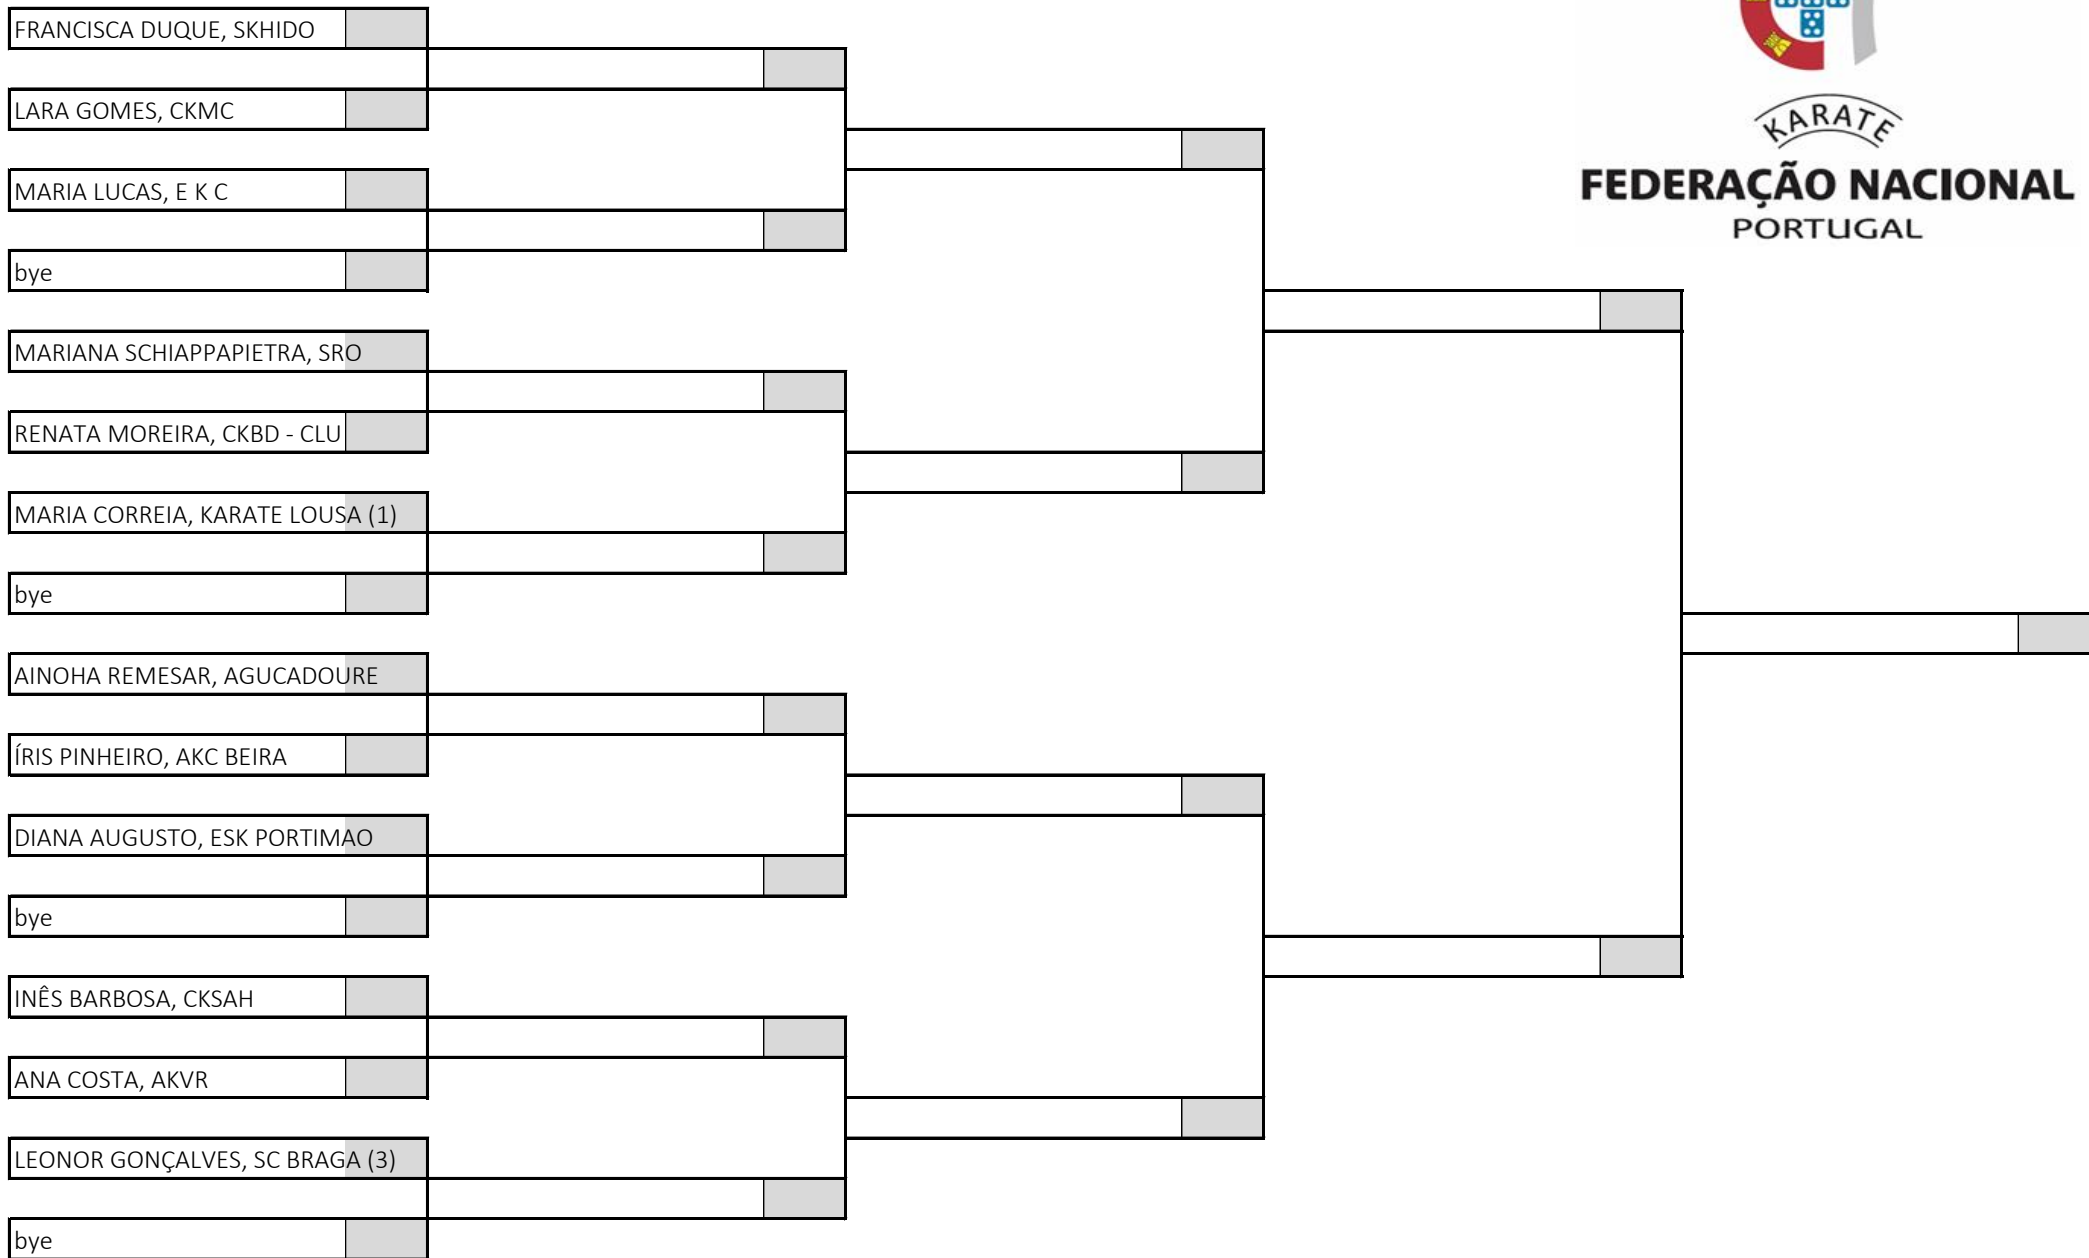 FRANCISCA DUQUE, SKHIDO
LARA GOMES, CKMC
KARATE
FEDERAÇÃO NACIONAL
PORTUGAL
MARIA LUCAS, E K C
bye
MARIANA SCHIAPPAPIETRA, SRO
RENATA MOREIRA, CKBD - CLU
MARIA CORREIA, KARATE LOUSA (1)
bye
AINOHA REMESAR, AGUCADOURE
ÍRIS PINHEIRO, AKC BEIRA
DIANA AUGUSTO, ESK PORTIMAO
bye
INÊS BARBOSA, CKSAH
ANA COSTA, AKVR
LEONOR GONÇALVES, SC BRAGA (3)
bye